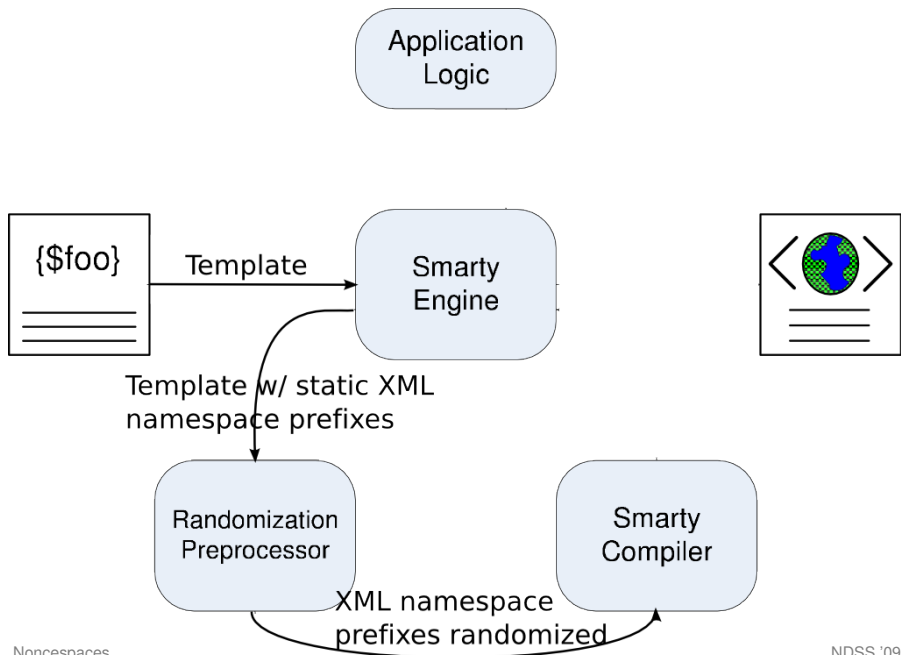 Application
Logic
{$foo}
Template
Smarty
Engine
Template w/ static XML
namespace prefixes
Randomization
Preprocessor
Smarty
Compiler
XML namespace
prefixes randomized
Noncespaces
NDSS '09